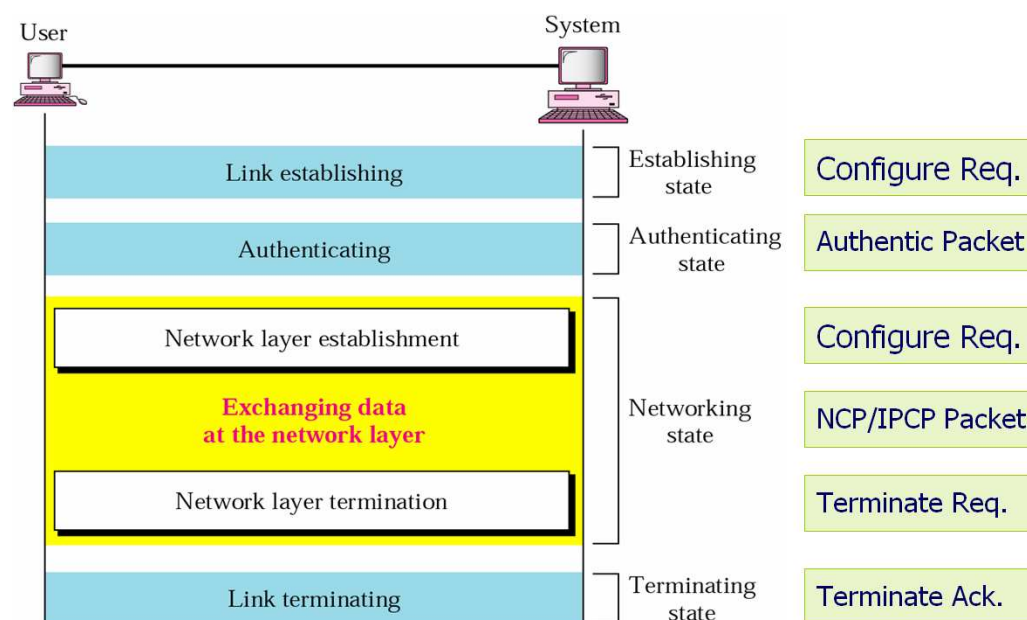 User
System
Link establishing
Establishing
state
Configure Req.
Authenticating
Authenticating
state
Authentic Packet
Network layer establishment
Configure Req.
Exchanging data
at the network layer
Networking
state
NCP/IPCP Packet
Network layer termination
Terminate Req.
Link terminating
Terminating
state
Terminate Ack.